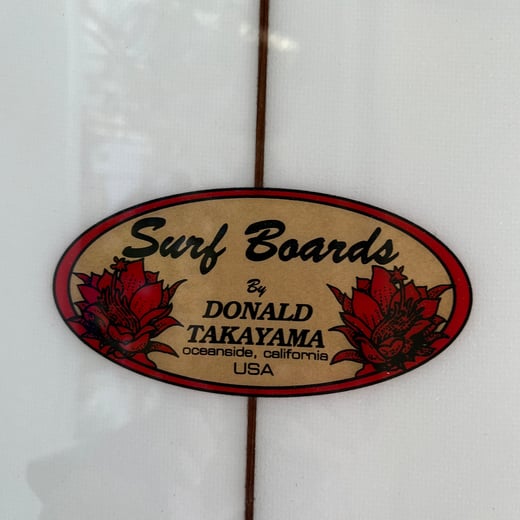 Surf Boards
By
DONALD
TAKAYAMA
oceanside, california
USA